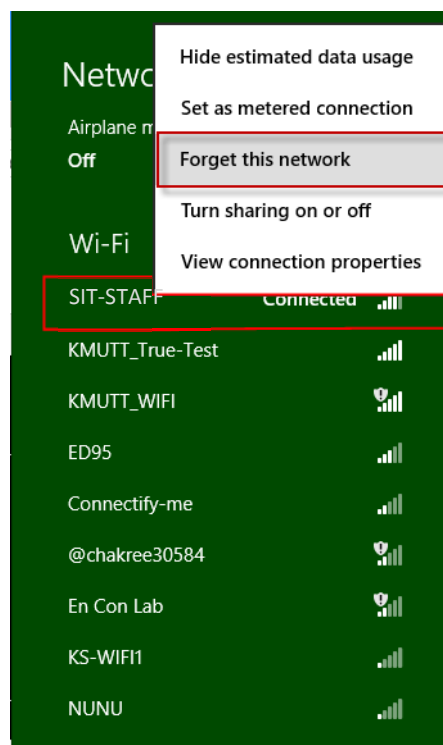 Hide estimated data usage
Set as metered connection
Forget this network
Turn sharing on or off
View connection properties
Netwo
Airplane m
Off
Wi-Fi
SIT-STAFF Connected
KMUTT_True-Test
KMUTT_WIFI
ED95
Connectify-me
@chakree30584
En Con Lab
KS-WIFI1
NUNU